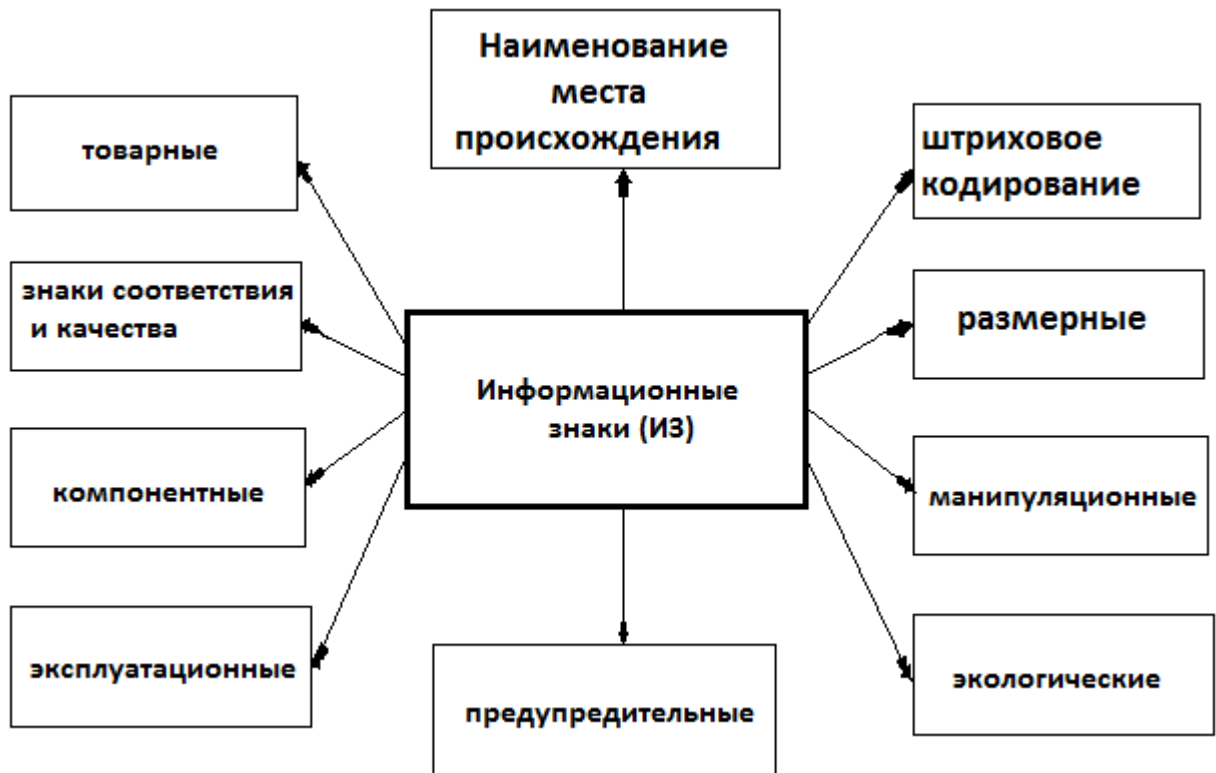 Наименование
места
происхождения
товарные
штриховое
кодирование
знаки соответствия
и качества
размерные
Информационные
знаки (ИЗ)
компонентные
манипуляционные
эксплуатационные
экологические
предупредительные